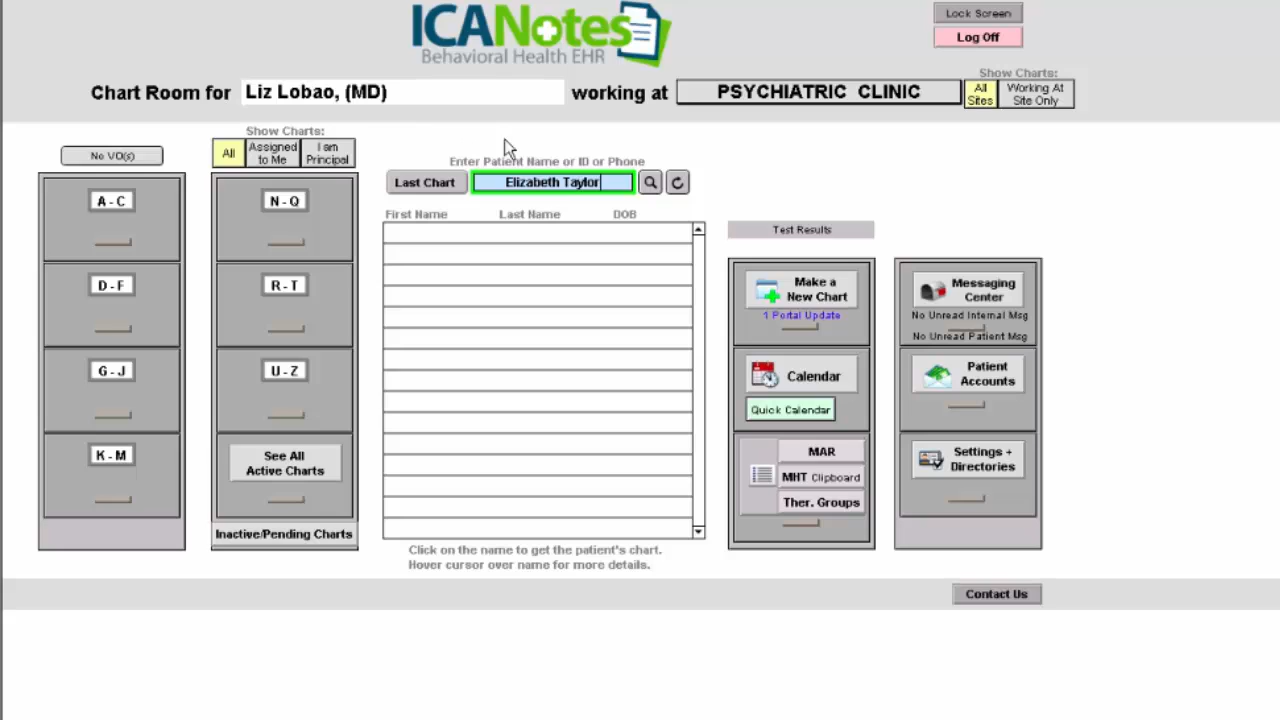 ICANotes
Behavioral Health EHR
Lock Screen
Log Off
Chart Room for Liz Lobao, (MD) working at PSYCHIATRIC CLINIC
Show Charts:
All Sites
Working At Site Only
No VO(s)
Show Charts:
All
Assigned to Me
I am Principal
Enter Patient Name or ID or Phone
Last Chart
Elizabeth Taylor
First Name Last Name DOB
A - C
D - F
G - J
K - M
N - Q
R - T
U - Z
See All
Active Charts
Inactive/Pending Charts
Click on the name to get the patient's chart.
Hover cursor over name for more details.
Test Results
Make a
New Chart
1 Portal Update
Calendar
Quick Calendar
MAR
MHT Clipboard
Ther. Groups
Messaging
Center
No Unread Internal Msg
No Unread Patient Msg
Patient
Accounts
Settings +
Directories
Contact Us